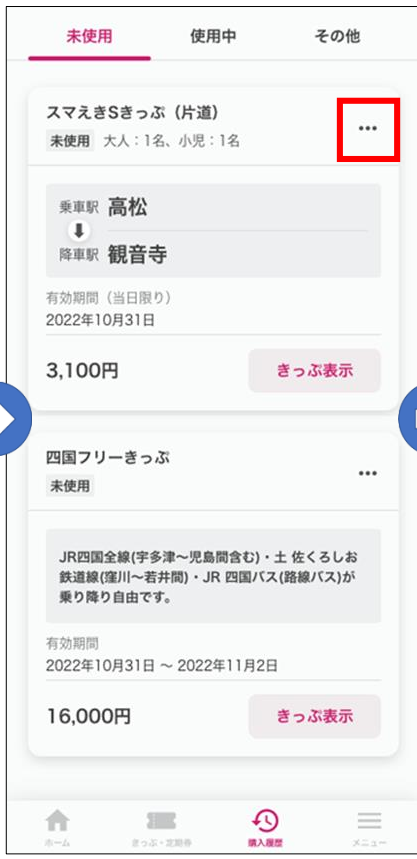 未使用 使用中 その他
スマえきSきっぷ（片道）
未使用 大人：1名、小児：1名
乗車駅 高松
降車駅 観音寺
有効期間（当日限り）
2022年10月31日
3,100円 きっぷ表示
四国フリーきっぷ
未使用
JR四国全線(宇多津～児島間含む)・土 佐くろしお
鉄道線(窪川～若井間)・JR 四国バス(路線バス)が
乗り降り自由です。
有効期間
2022年10月31日 ～ 2022年11月2日
16,000円 きっぷ表示
ホーム きっぷ・定期券 購入履歴 メニュー